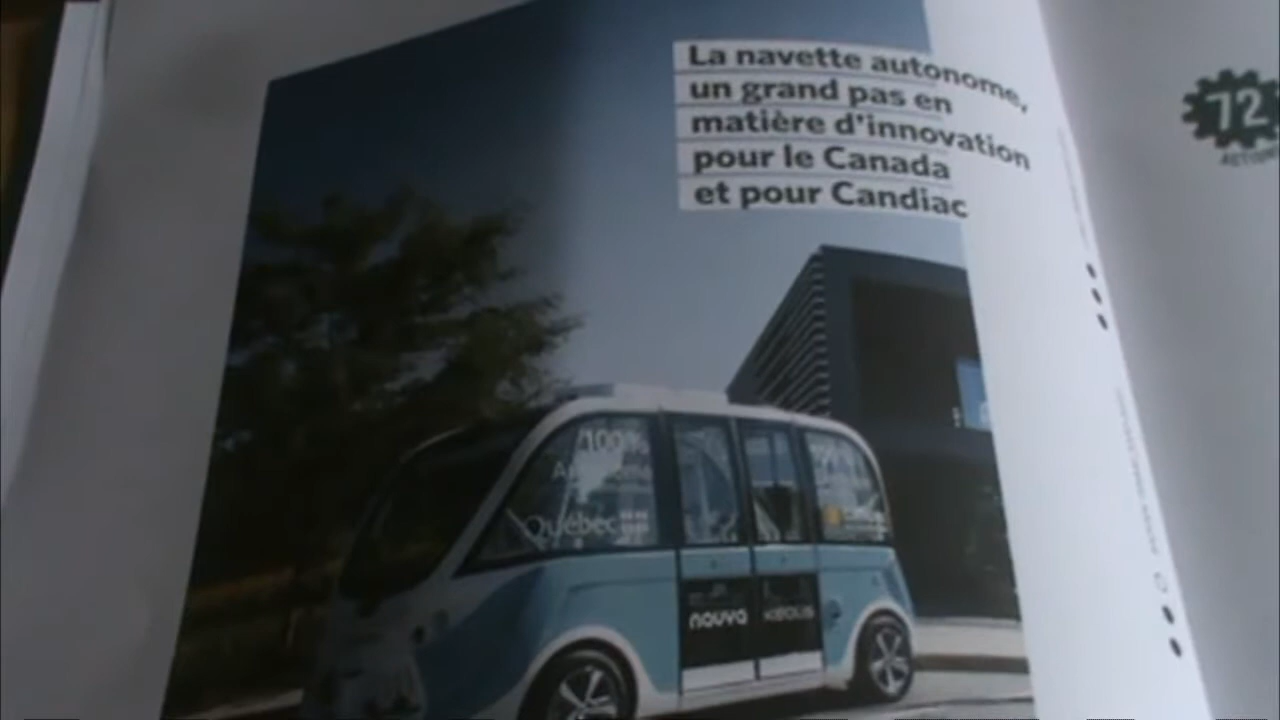 La navette autonome,
un grand pas en
matière d'innovation
pour le Canada
et pour Candiac
72
100%
Québec
navya
KEOLIS